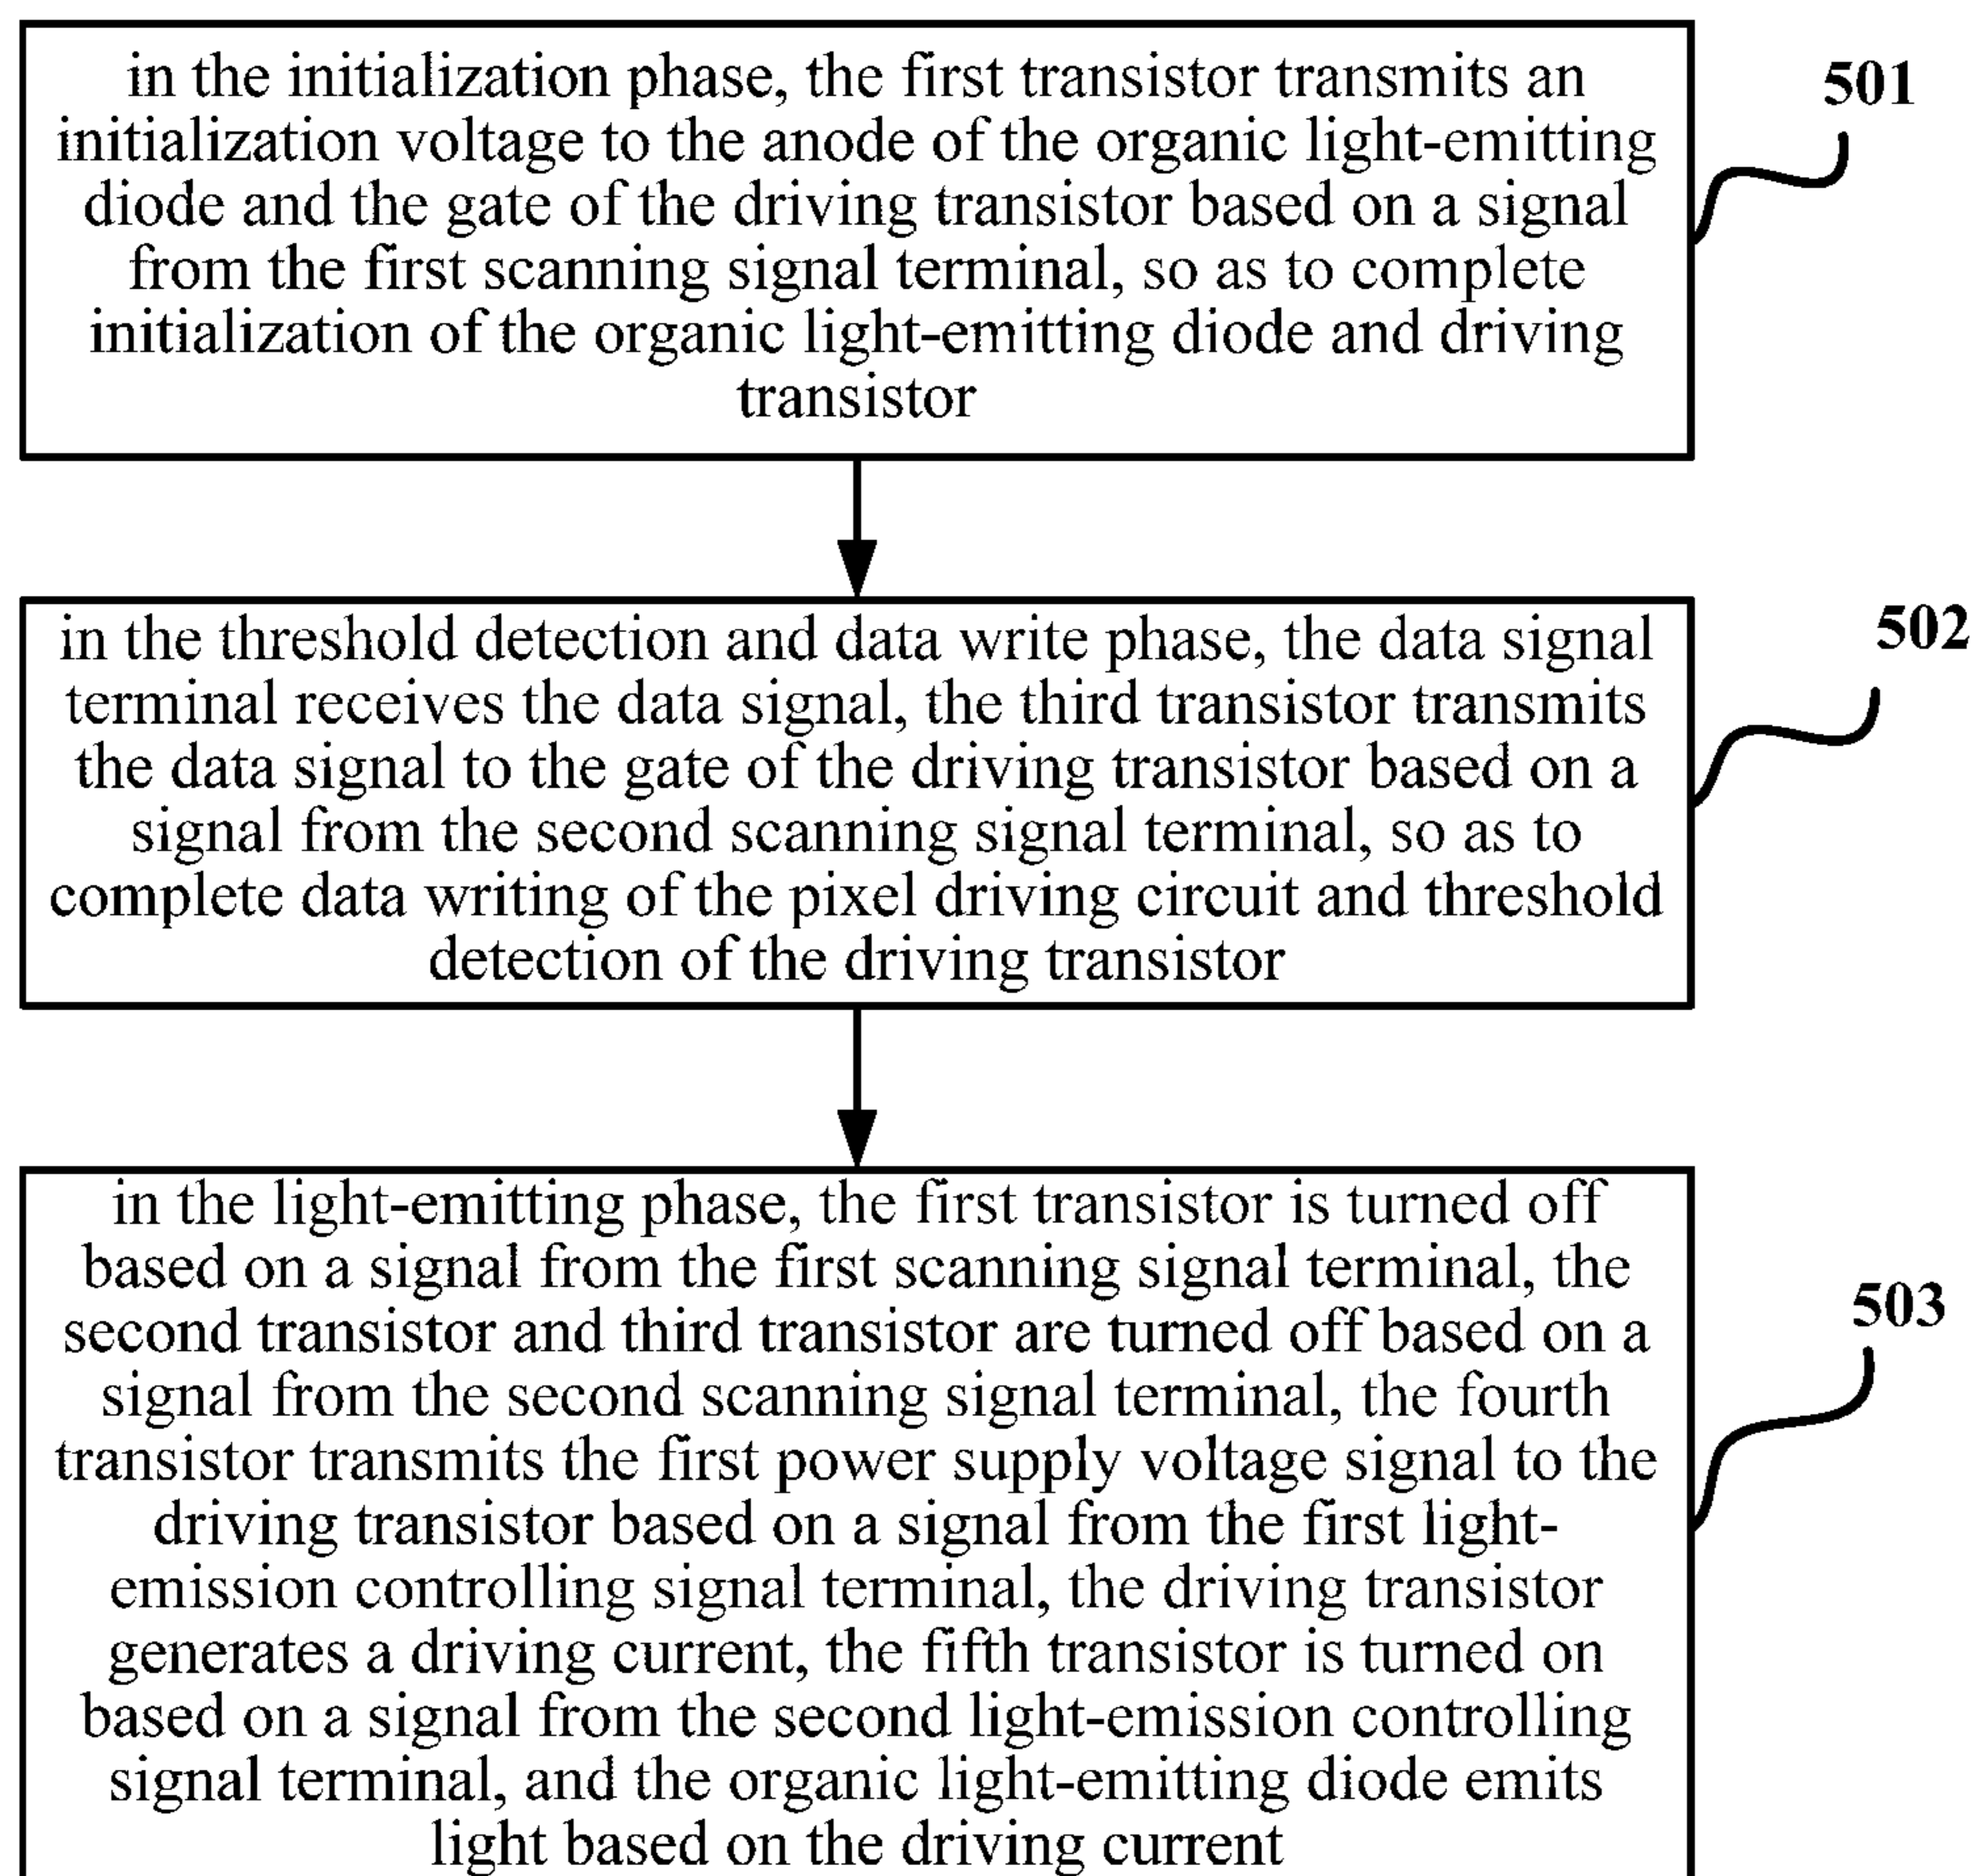 in the initialization phase, the first transistor transmits an
initialization voltage to the anode of the organic light-emitting
diode and the gate of the driving transistor based on a signal
from the first scanning signal terminal, so as to complete
initialization of the organic light-emitting diode and driving
transistor
501
in the threshold detection and data write phase, the data signal
terminal receives the data signal, the third transistor transmits
the data signal to the gate of the driving transistor based on a
signal from the second scanning signal terminal, so as to
complete data writing of the pixel driving circuit and threshold
detection of the driving transistor
502
in the light-emitting phase, the first transistor is turned off
based on a signal from the first scanning signal terminal, the
second transistor and third transistor are turned off based on a
signal from the second scanning signal terminal, the fourth
transistor transmits the first power supply voltage signal to the
driving transistor based on a signal from the first light-
emission controlling signal terminal, the driving transistor
generates a driving current, the fifth transistor is turned on
based on a signal from the second light-emission controlling
signal terminal, and the organic light-emitting diode emits
light based on the driving current
503